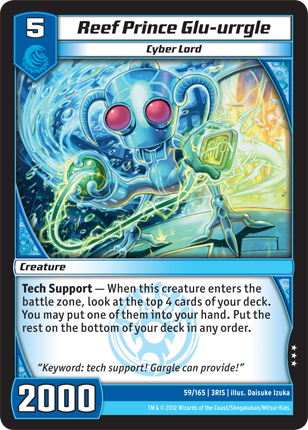 5
Reef Prince Glu-urrgle
Cyber Lord
Creature
Tech Support — When this creature enters the
battle zone, look at the top 4 cards of your deck.
You may put one of them into your hand. Put the
rest on the bottom of your deck in any order.
“Keyword: tech support! Gargle can provide!”
2000
59/165 | 3RIS | illus. Daisuke Izuka
TM & © 2012 Wizards of the Coast/Shogakukan/Mitsui-Kids